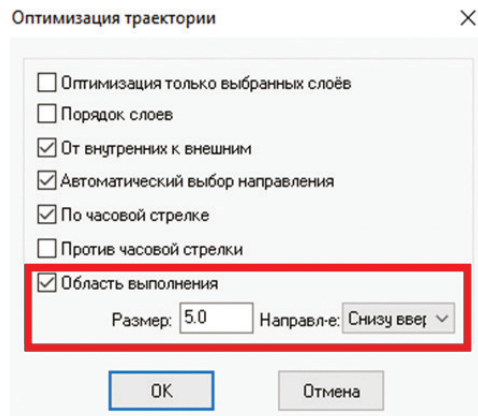 Оптимизация траектории
Оптимизация только выбранных слоёв
Порядок слоев
От внутренних к внешним
Автоматический выбор направления
По часовой стрелке
Против часовой стрелки
Область выполнения
Размер: 5.0 Направл-е: Снизу ввер
OK Отмена